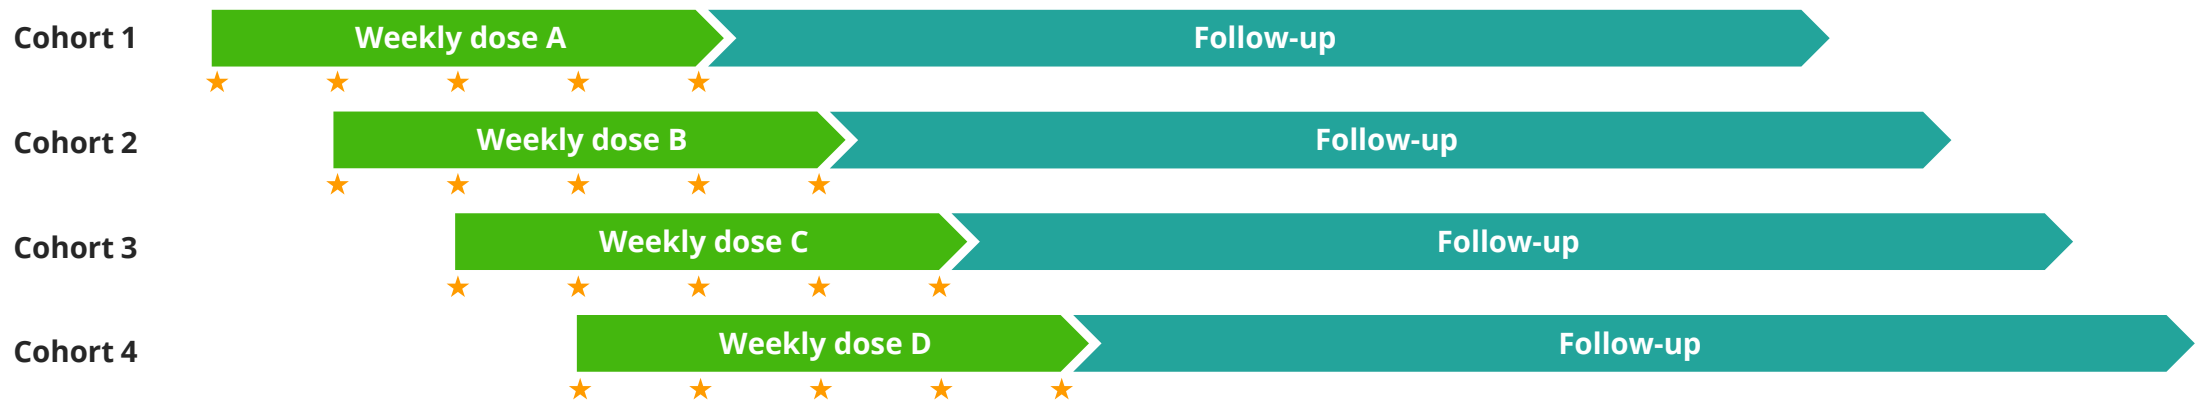 Cohort 1
Weekly dose A
Follow-up
Cohort 2
Weekly dose B
Follow-up
Cohort 3
Weekly dose C
Follow-up
Cohort 4
Weekly dose D
Follow-up